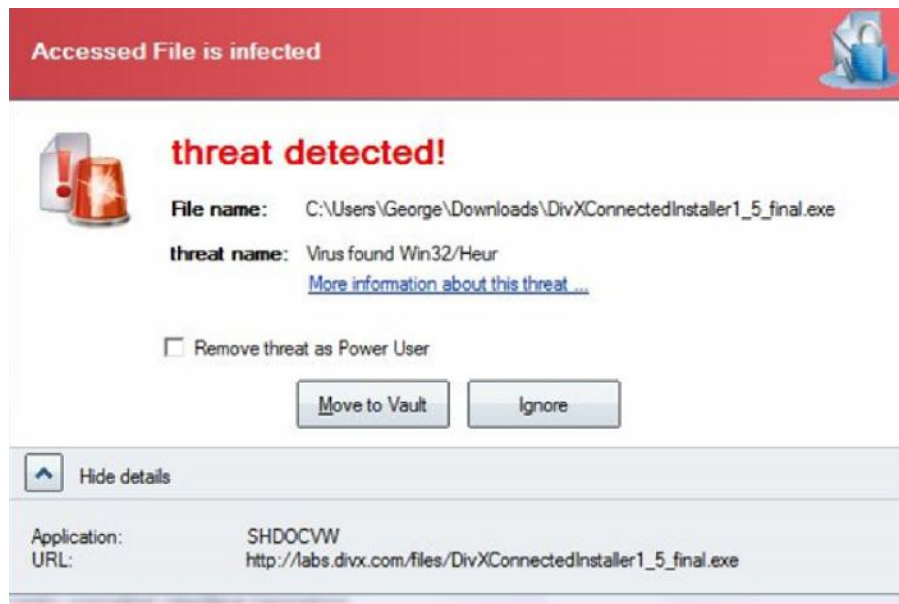 Accessed File is infected
threat detected!
File name: C:\Users\George\Downloads\DivXConnectedInstaller1_5_final.exe
threat name: Virus found Win32/Heur
More information about this threat ...
Remove threat as Power User
Move to Vault Ignore
Hide details
Application: SHDOCVW
URL: http://labs.divx.com/files/DivXConnectedInstaller1_5_final.exe